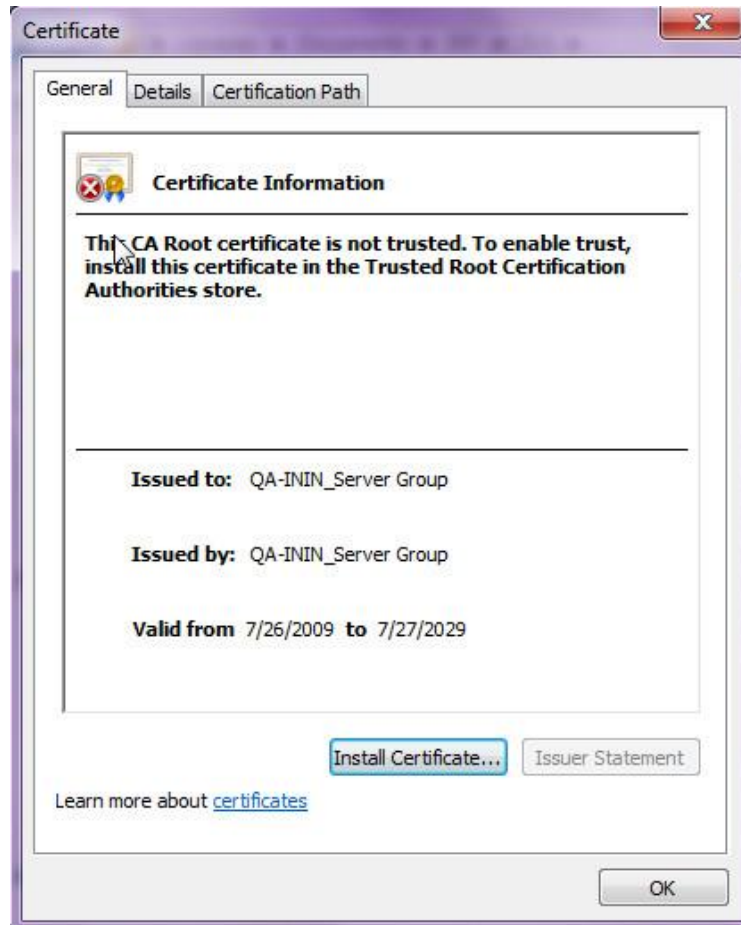 Certificate
General Details Certification Path
Certificate Information
This CA Root certificate is not trusted. To enable trust,
install this certificate in the Trusted Root Certification
Authorities store.
Issued to: QA-ININ_Server Group
Issued by: QA-ININ_Server Group
Valid from 7/26/2009 to 7/27/2029
Install Certificate... Issuer Statement
Learn more about certificates
OK